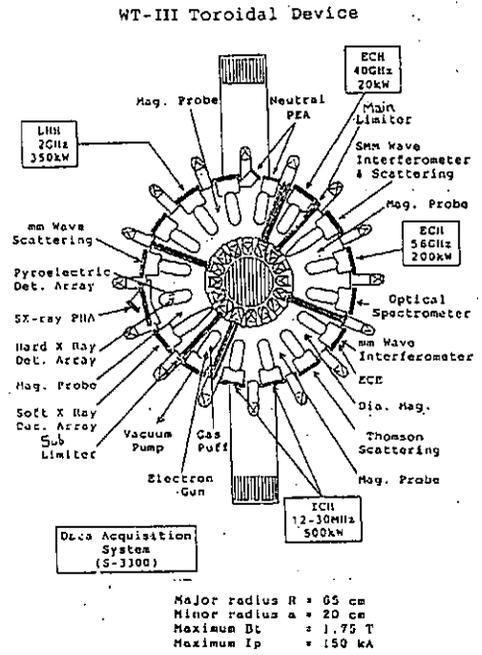 WT-III Toroidal Device
ECH
40GHz
20kW
Mag. Probe
Neutral
PEA
Main
Limitor
LHH
2GHz
350kW
SMM Wave
Interferometer
& Scattering
Mag. Probe
ECH
56GHz
200kW
mm Wave
Scattering
Pyroelectric
Det. Array
SX-ray PHA
Optical
Spectrometer
Hard X Ray
Det. Array
mm Wave
Interferometer
ECE
Mag. Probe
Dia. Mag.
Soft X Ray
Det. Array
Sub
Limiter
Vacuum
Pump
Gas
Puff
Thomson
Scattering
Electron
Gun
Mag. Probe
ICH
12-30MHz
500kW
Data Acquisition
System
(S-3300)
Major radius R = 65 cm
Minor radius a = 20 cm
Maximum Bt = 1.75 T
Maximum Ip = 150 kA